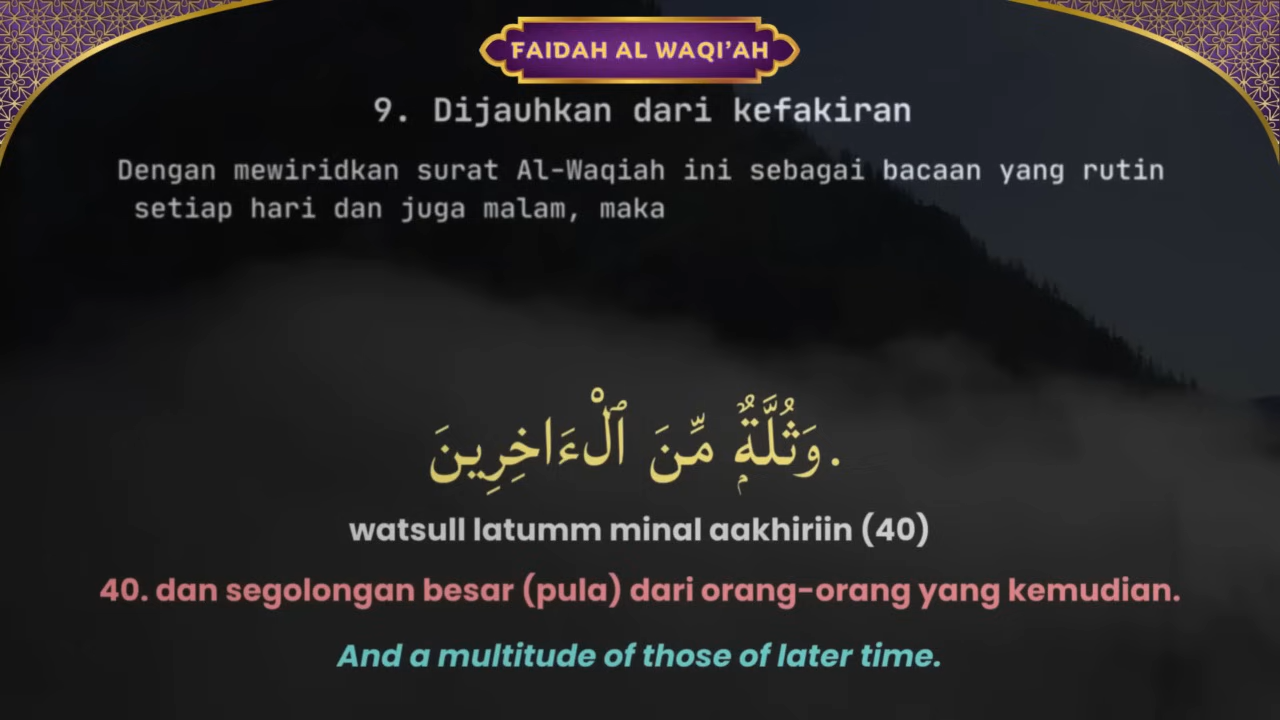 FAIDAH AL WAQI’AH
9. Dijauhkan dari kefakiran
Dengan mewiridkan surat Al-Waqiah ini sebagai bacaan yang rutin
setiap hari dan juga malam, maka
.وَثُلَّةٌۭ مِّنَ ٱلْءَاخِرِينَ
watsull latumm minal aakhiriin (40)
40. dan segolongan besar (pula) dari orang-orang yang kemudian.
And a multitude of those of later time.